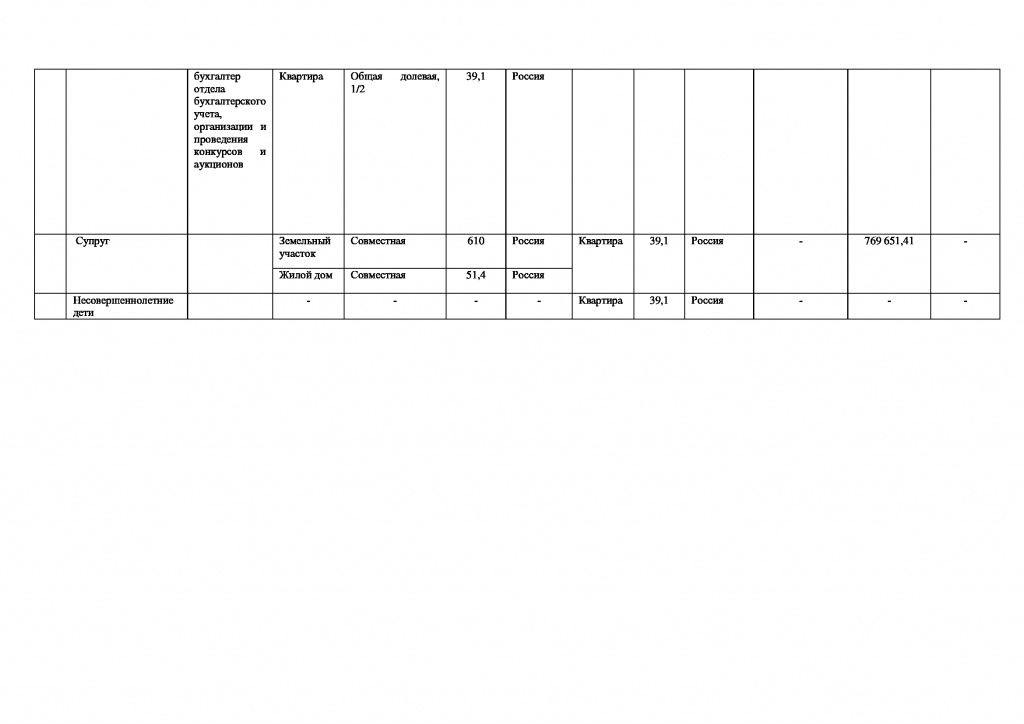 бухгалтер
отдела
бухгалтерского
учета,
организации и
проведения
конкурсов и
аукционов
Квартира
Общая долевая,
1/2
39,1
Россия
Супруг
Земельный
участок
Совместная
610
Россия
Квартира
39,1
Россия
-
769 651,41
-
Жилой дом
Совместная
51,4
Россия
Несовершеннолетние
дети
-
-
-
-
Квартира
39,1
Россия
-
-
-